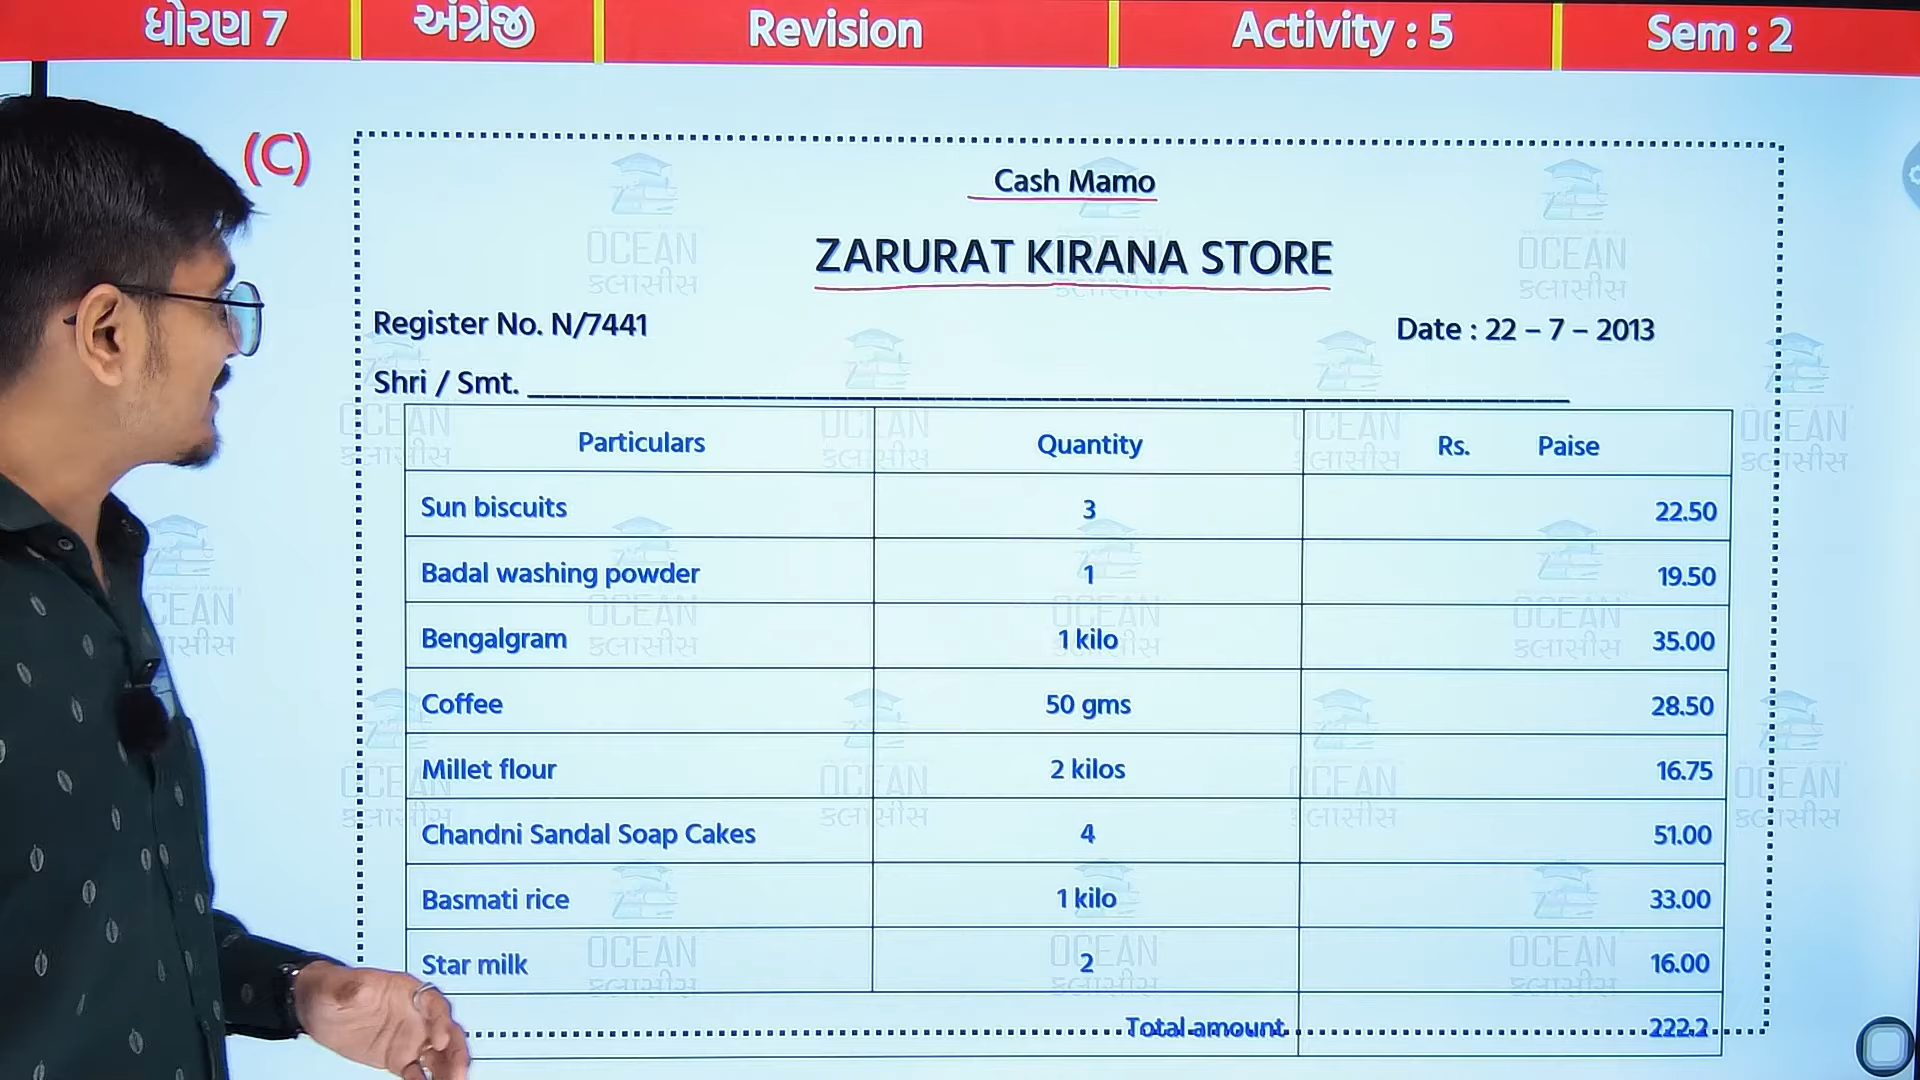 ધોરણ 7 અંગ્રેજી Revision Activity : 5 Sem : 2
(C)
Cash Mamo
ZARURAT KIRANA STORE
Register No. N/7441 Date : 22 – 7 – 2013
Shri / Smt.
Particulars Quantity Rs. Paise
Sun biscuits 3 22.50
Badal washing powder 1 19.50
Bengalgram 1 kilo 35.00
Coffee 50 gms 28.50
Millet flour 2 kilos 16.75
Chandni Sandal Soap Cakes 4 51.00
Basmati rice 1 kilo 33.00
Star milk 2 16.00
Total amount 222.2
OCEAN
ક્લાસીસ